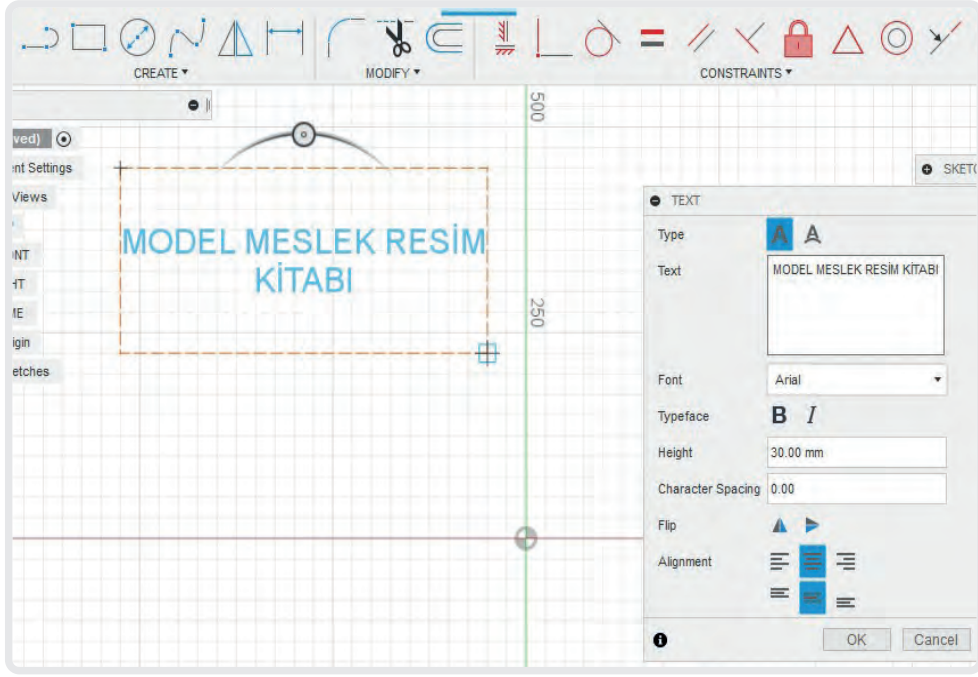 CREATE ▾
MODIFY ▾
CONSTRAINTS ▾
500
ved)
nt Settings
Views
NT
HT
ME
igin
etches
MODEL MESLEK RESİM
KİTABI
250
SKET
TEXT
Type A A
Text MODEL MESLEK RESİM KİTABI
Font Arial
Typeface B I
Height 30.00 mm
Character Spacing 0.00
Flip
Alignment
OK Cancel